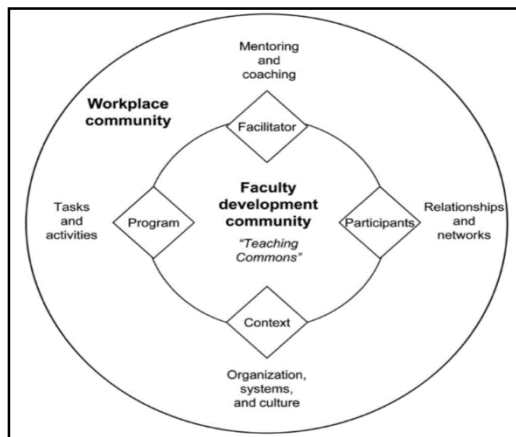 Mentoring
and
coaching
Workplace
community
Facilitator
Faculty
development
community
"Teaching
Commons"
Tasks
and
activities
Program
Participants
Relationships
and
networks
Context
Organization,
systems,
and culture